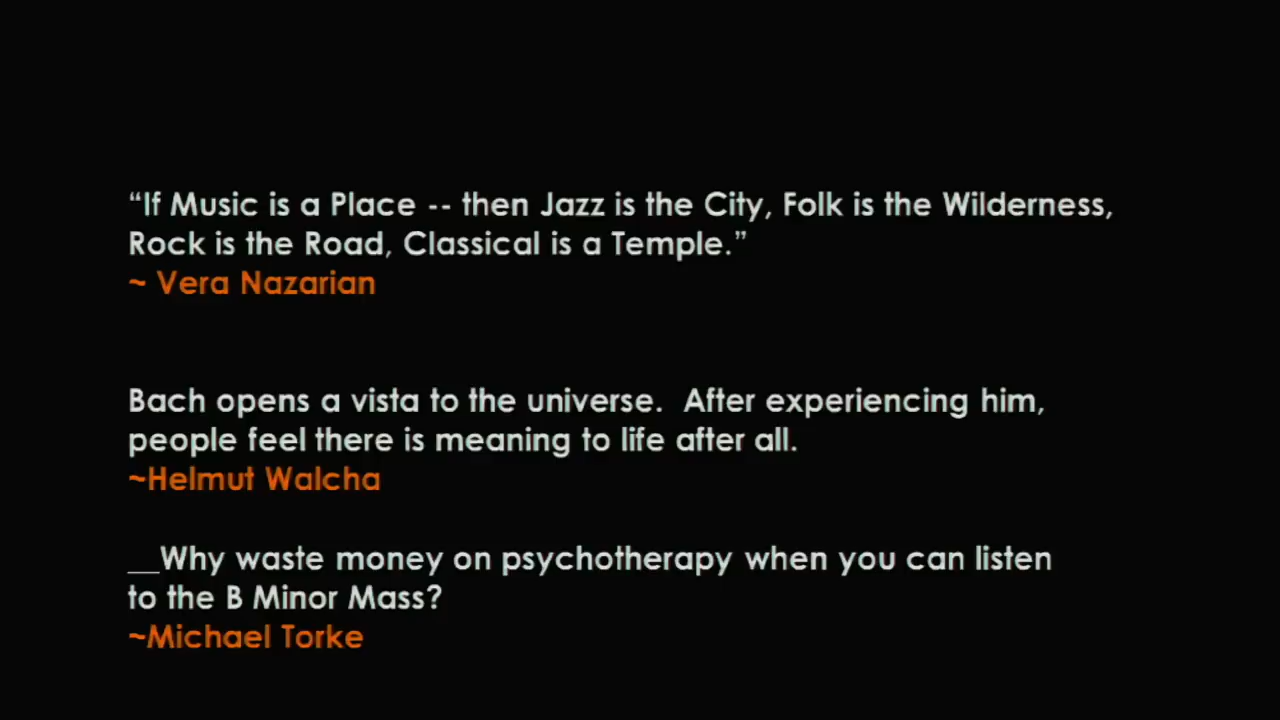 “If Music is a Place -- then Jazz is the City, Folk is the Wilderness,
Rock is the Road, Classical is a Temple.”
~ Vera Nazarian
Bach opens a vista to the universe.  After experiencing him,
people feel there is meaning to life after all.
~Helmut Walcha
__Why waste money on psychotherapy when you can listen
to the B Minor Mass?
~Michael Torke